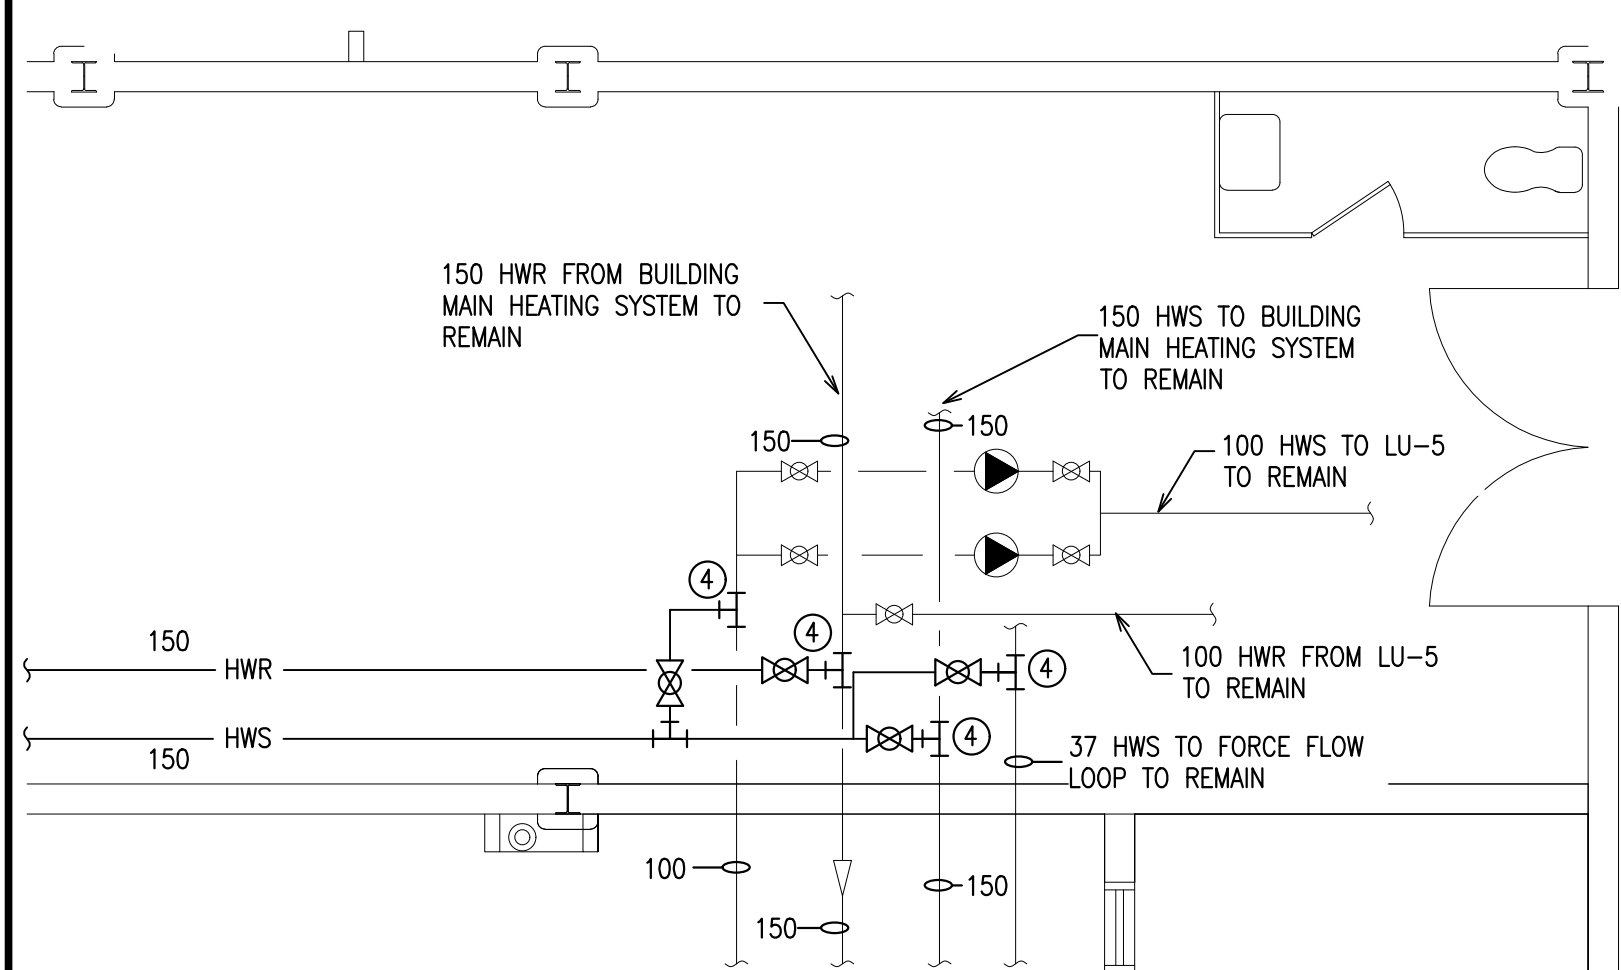 150 HWR FROM BUILDING
MAIN HEATING SYSTEM TO
REMAIN
150 HWS TO BUILDING
MAIN HEATING SYSTEM
TO REMAIN
150
150
100 HWS TO LU-5
TO REMAIN
4
4
150
HWR
100 HWR FROM LU-5
TO REMAIN
4
HWS
150
4
37 HWS TO FORCE FLOW
LOOP TO REMAIN
100
150
150